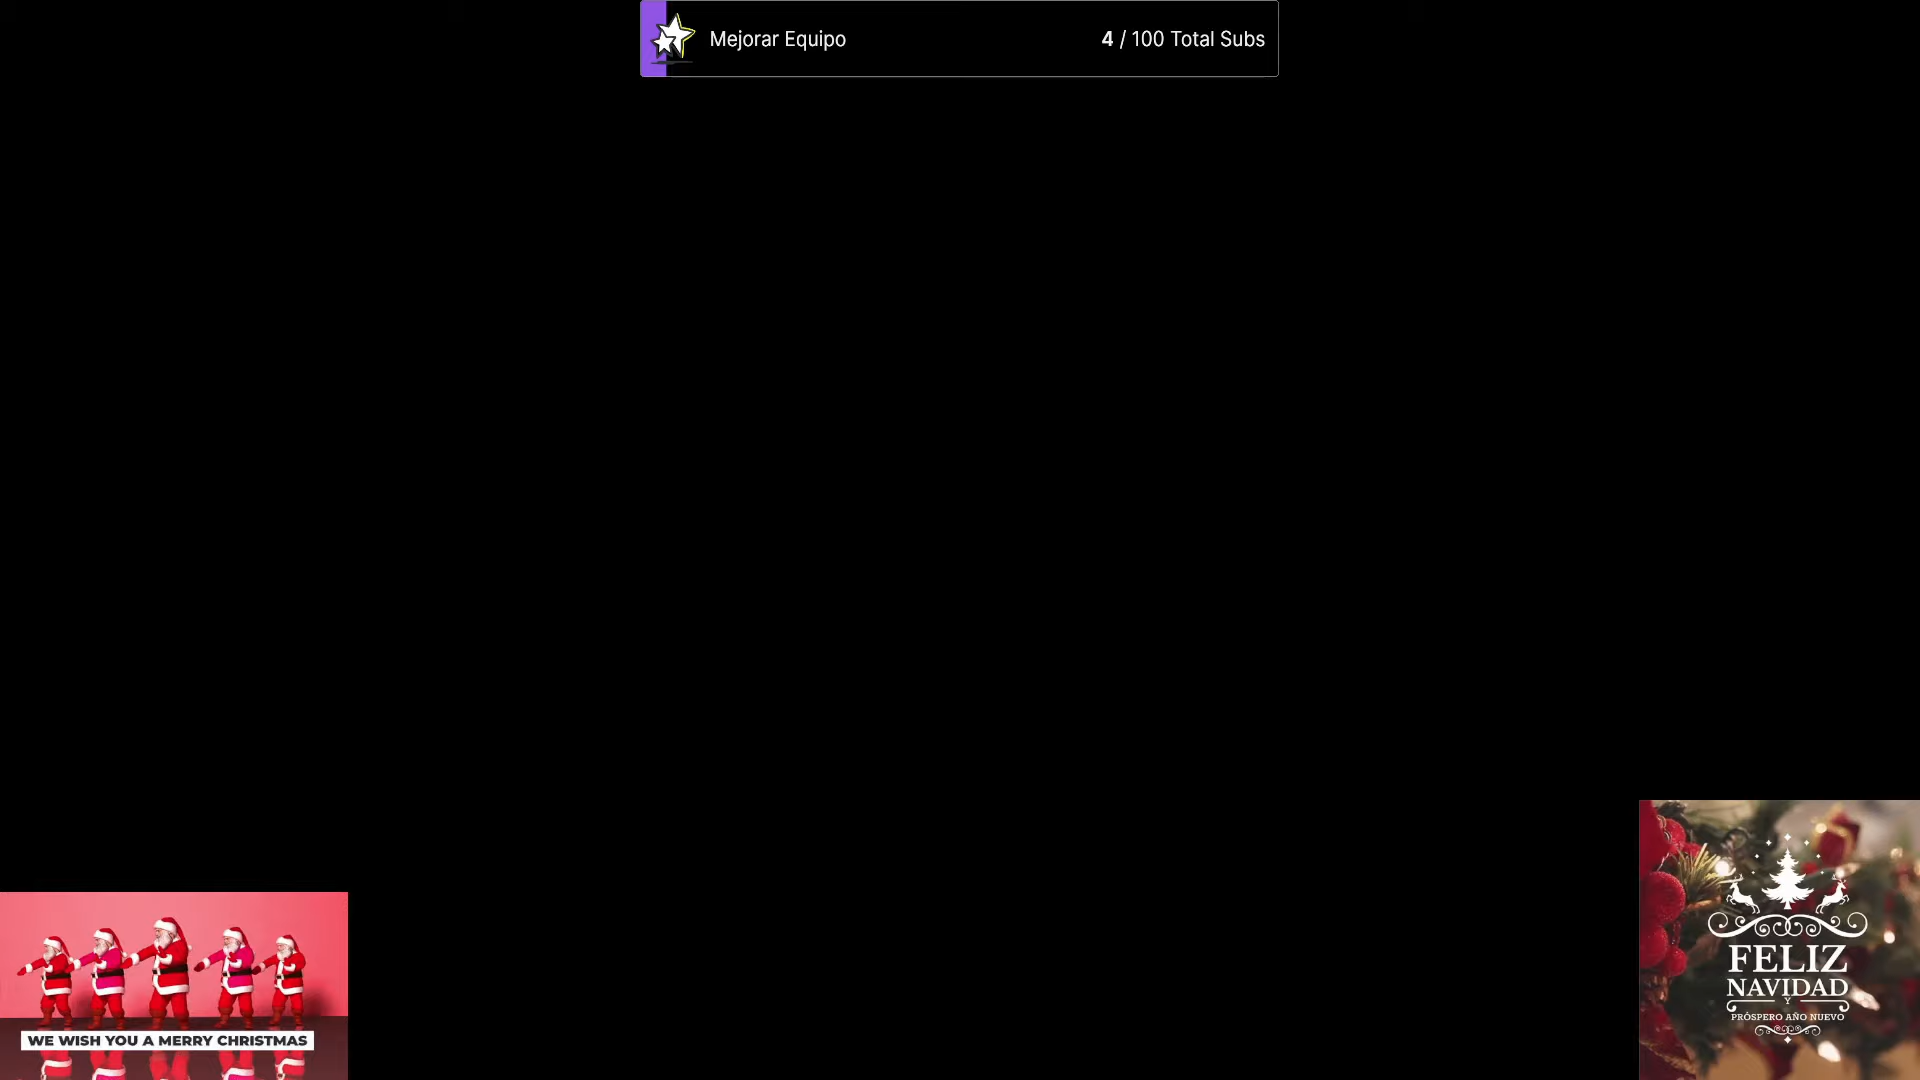 Mejorar Equipo
4 / 100 Total Subs
WE WISH YOU A MERRY CHRISTMAS
FELIZ
NAVIDAD
Y
PRÓSPERO AÑO NUEVO